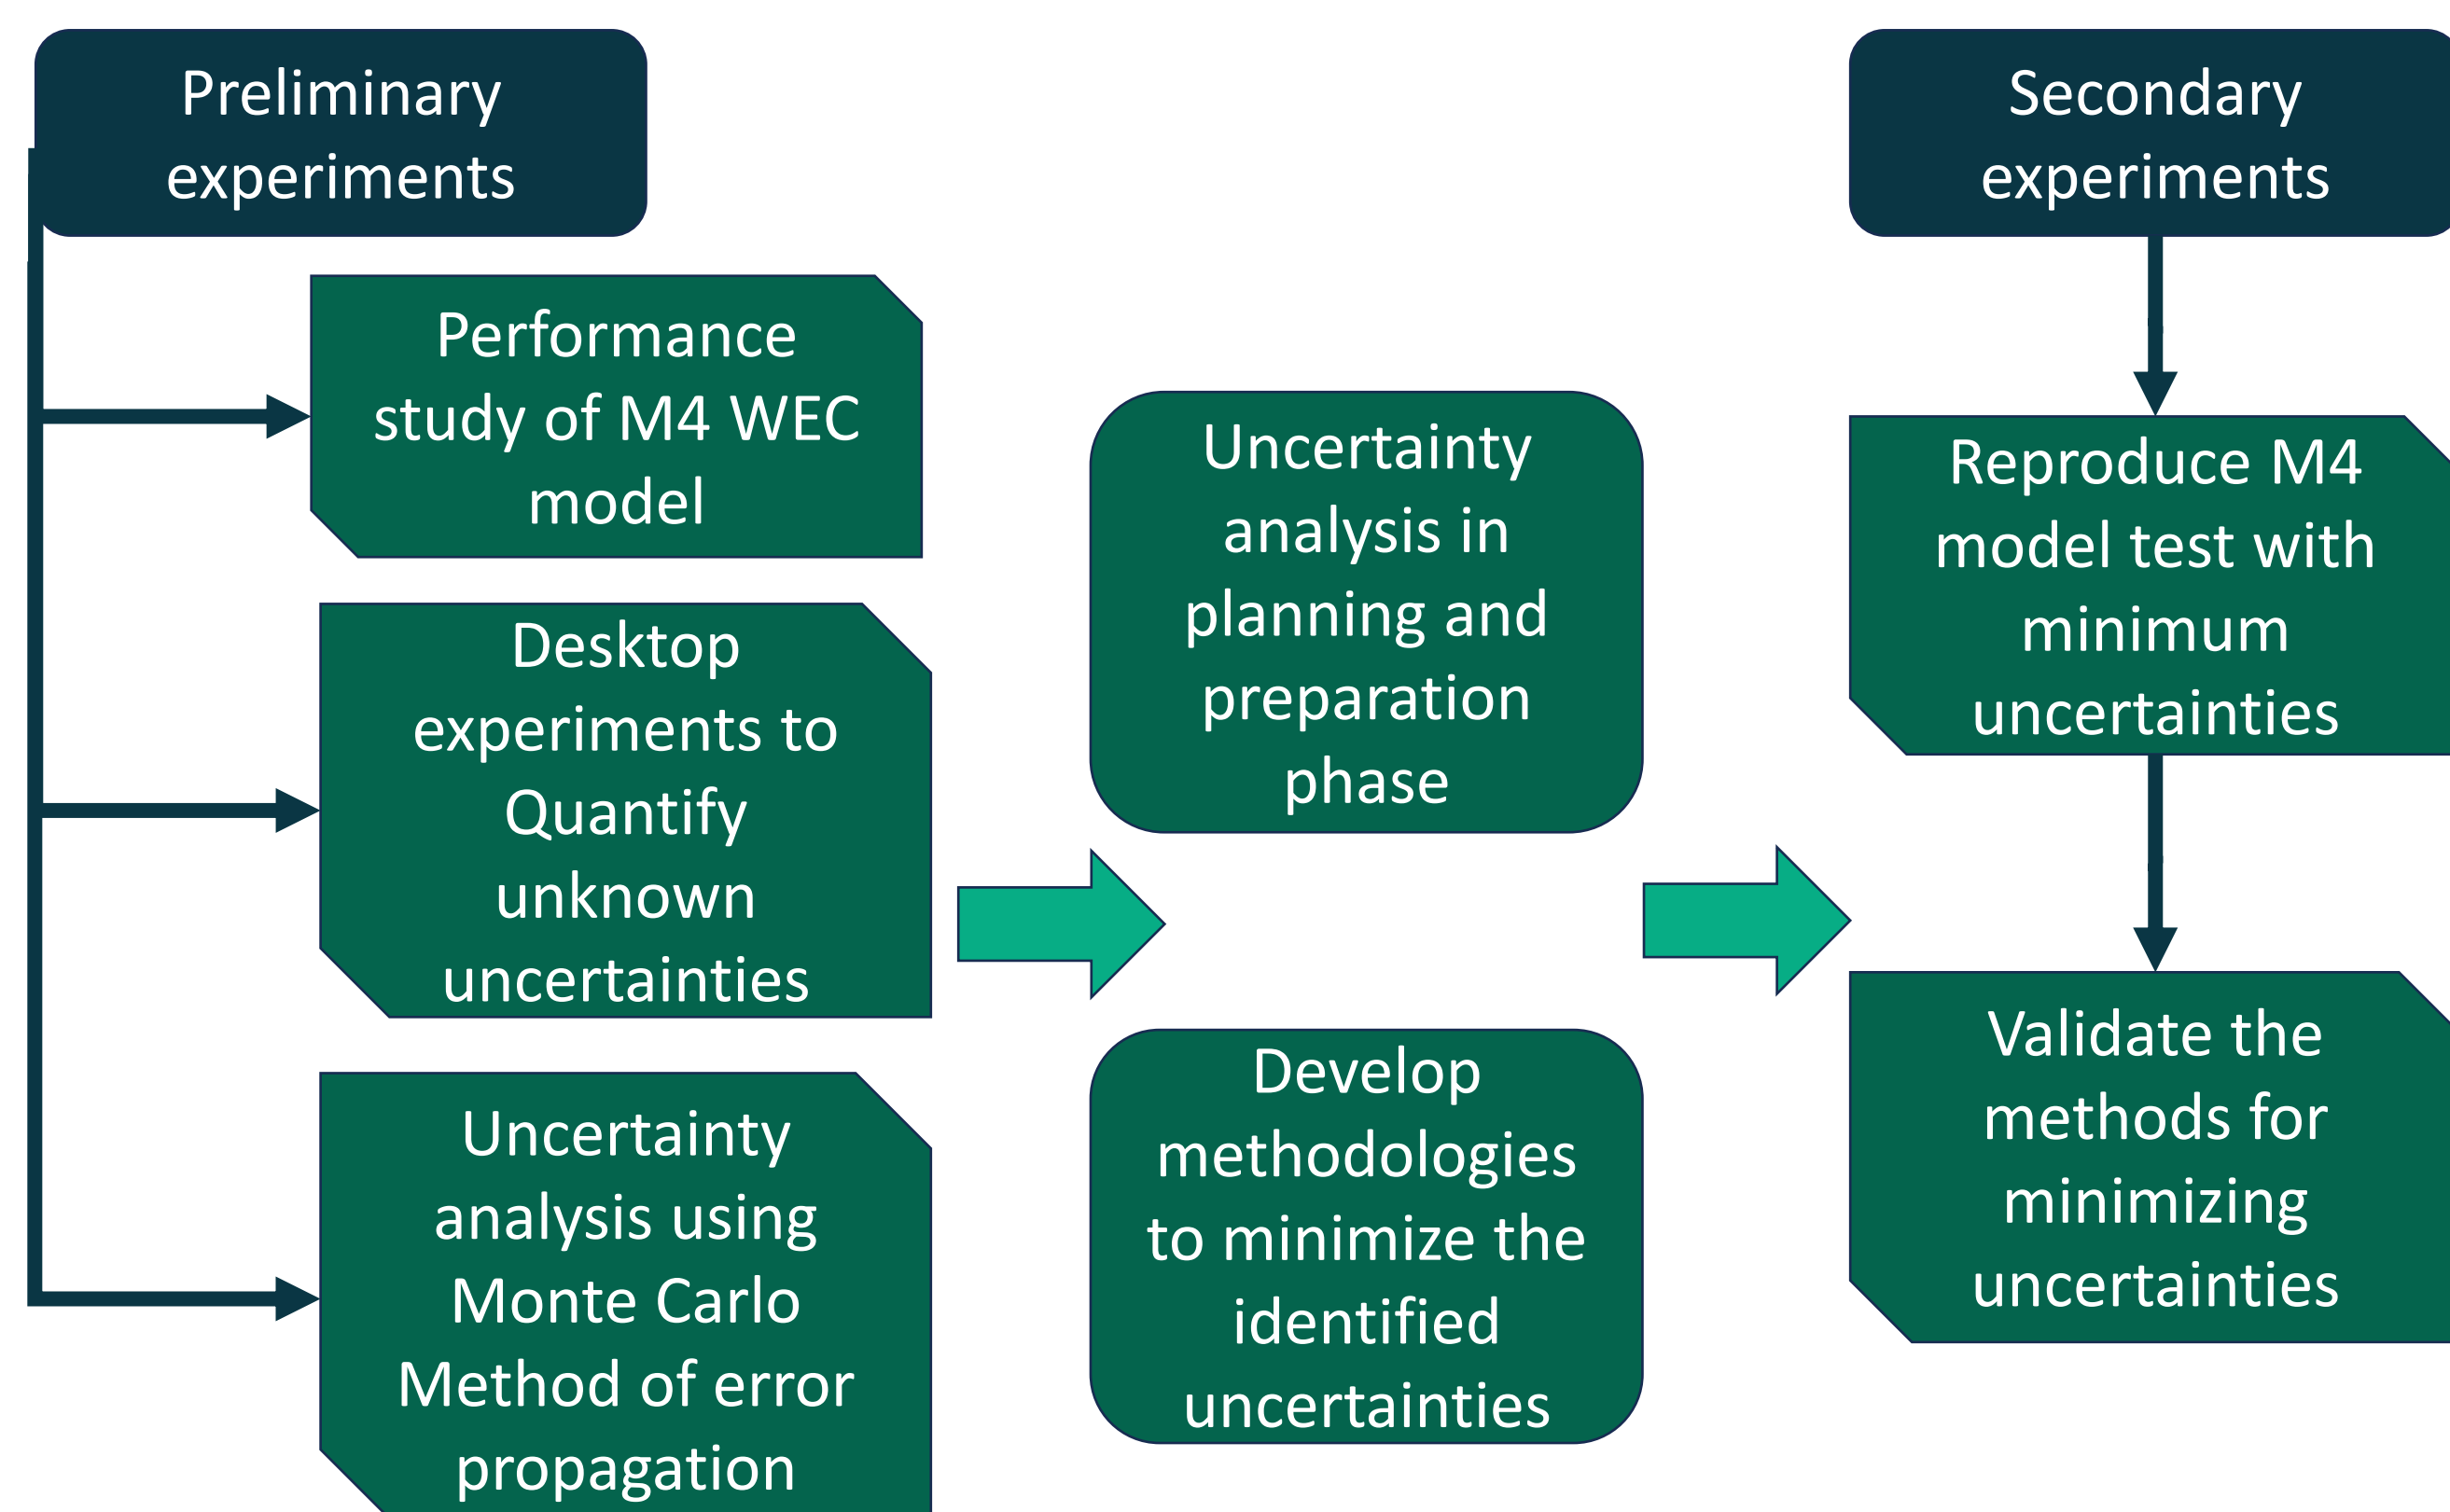 Preliminary
experiments
Performance
study of M4 WEC
model
Desktop
experiments to
Quantify
unknown
uncertainties
Uncertainty
analysis using
Monte Carlo
Method of error
propagation
Uncertainty
analysis in
planning and
preparation
phase
Develop
methodologies
to minimize the
identified
uncertainties
Secondary
experiments
Reproduce M4
model test with
minimum
uncertainties
Validate the
methods for
minimizing
uncertainties